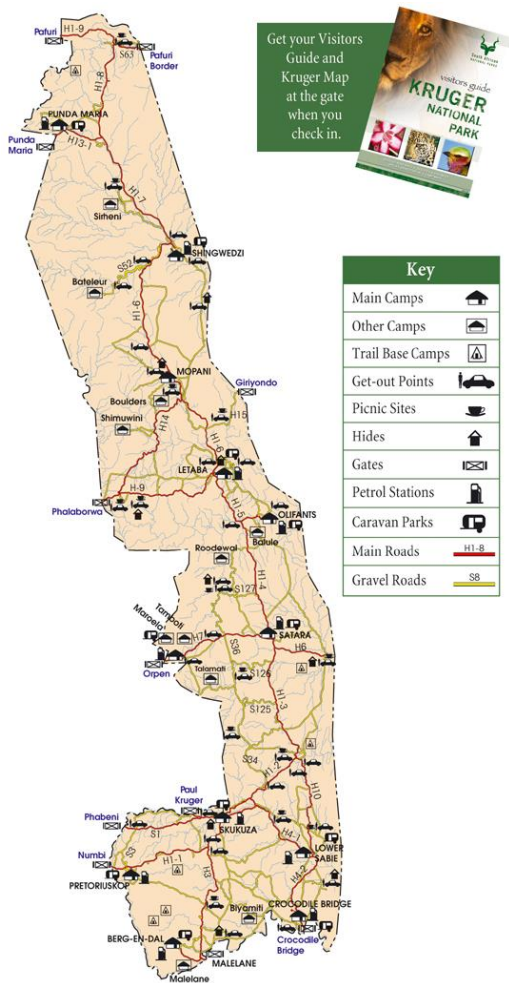 Get your Visitors
Guide and
Kruger Map
at the gate
when you
check in.
South African
NATIONAL PARKS
visitors guide
KRUGER
NATIONAL
PARK
Pafuri
H1-9
S63
Pafuri
Border
H1-8
PUNDA MARIA
Punda
Maria
H13-1
H1-7
Sirheni
SHINGWEDZI
S52
Bateleur
H1-6
MOPANI
Giriyondo
Boulders
H15
Shimuwini
H14
H1-6
LETABA
H-9
Phalaborwa
H1-5
OLIFANTS
Balule
Roodewal
H1-4
S127
Tamboti
Maroela
H7
SATARA
S36
H6
Orpen
Talamati
S126
H1-3
S125
S34
H1-2
H10
Paul
Kruger
Phabeni
SKUKUZA
S1
H4-1
Numbi
S3
H1-1
LOWER
SABIE
H3
H4-2
PRETORIUSKOP
Biyamiti
CROCODILE BRIDGE
BERG-EN-DAL
Crocodile
Bridge
MALELANE
Malelane
Key
Main Camps
Other Camps
Trail Base Camps
Get-out Points
Picnic Sites
Hides
Gates
Petrol Stations
Caravan Parks
Main Roads H1-8
Gravel Roads S8